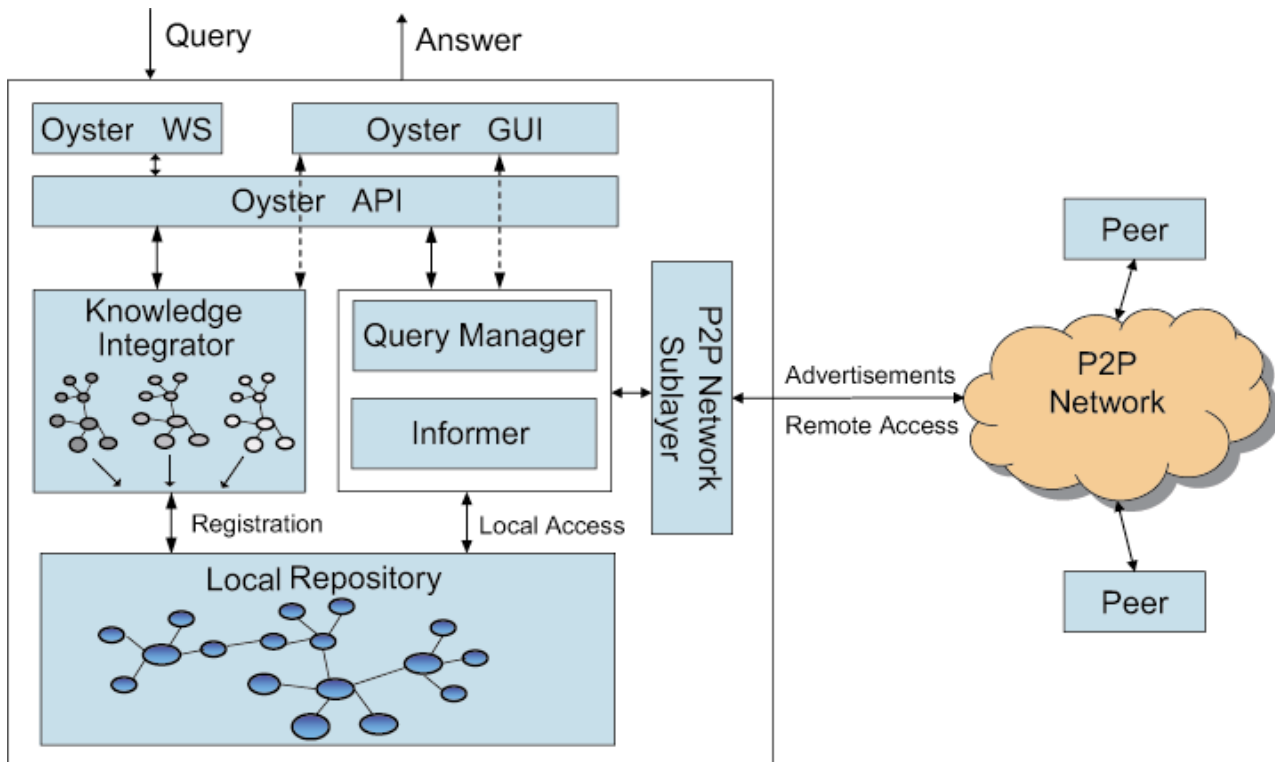 Query
Answer
Oyster WS
Oyster GUI
Oyster API
Knowledge
Integrator
Query Manager
Informer
P2P Network
Sublayer
Advertisements
Remote Access
Peer
P2P
Network
Peer
Registration
Local Access
Local Repository